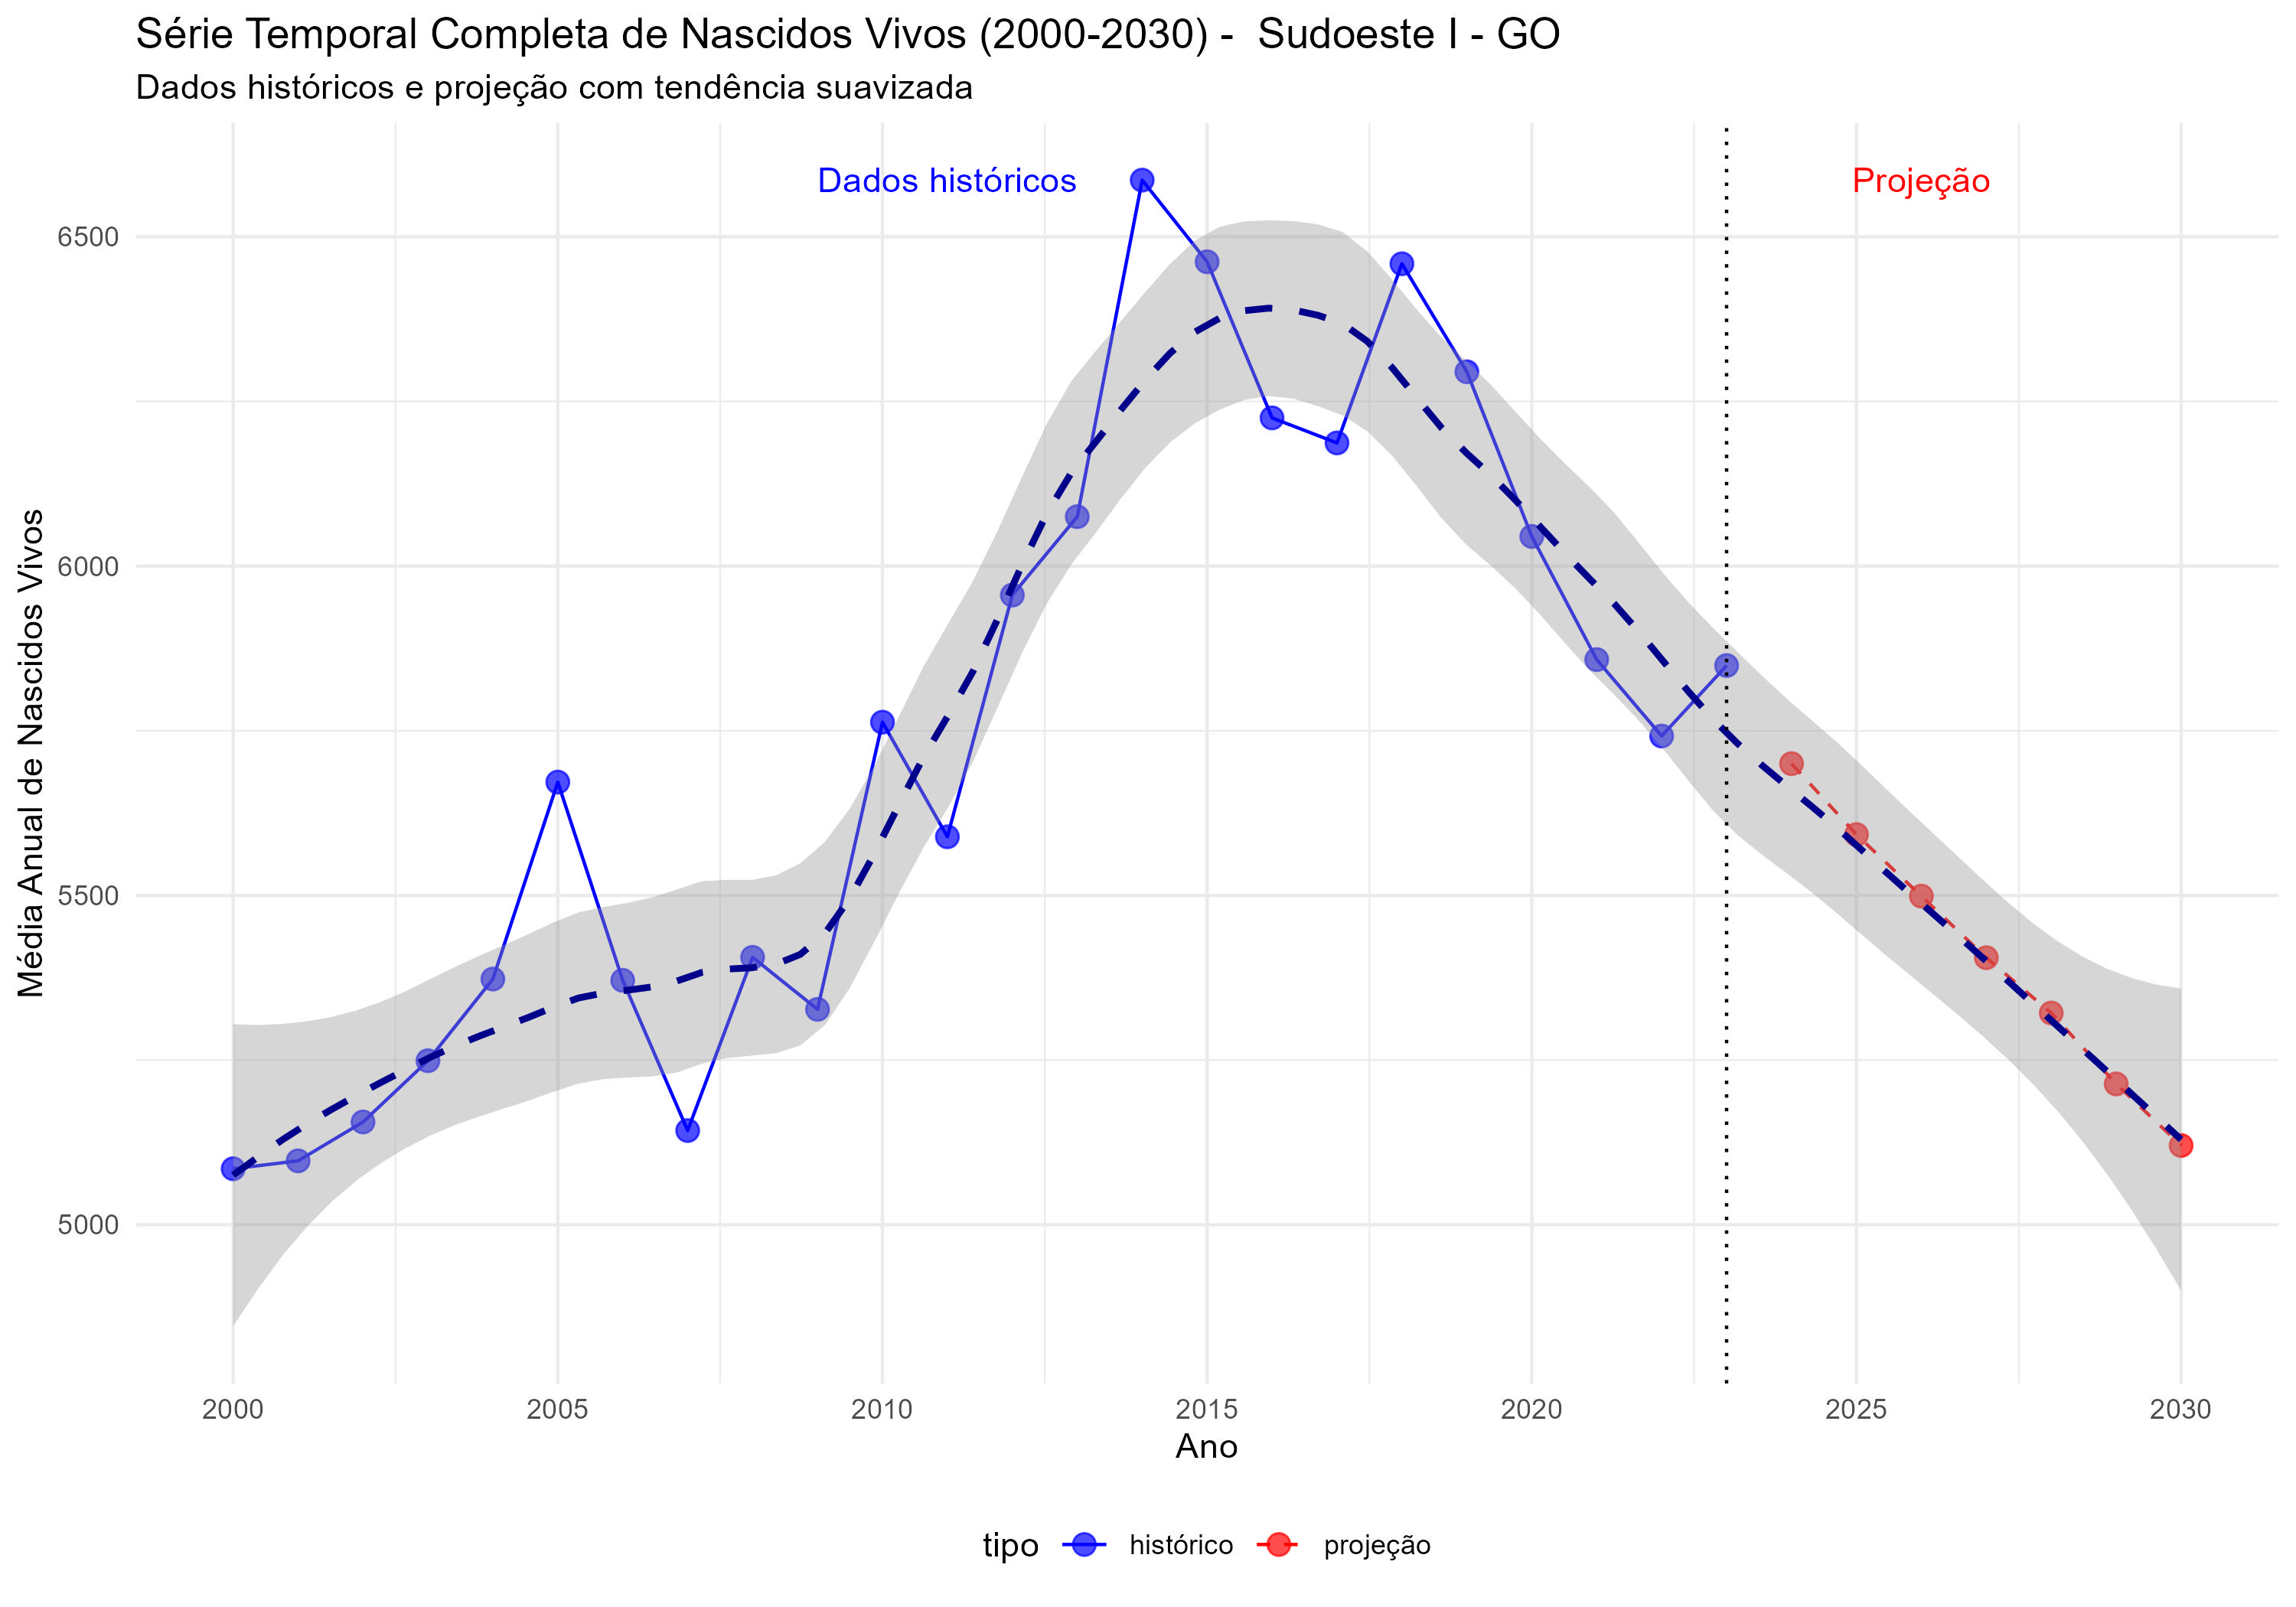 Série Temporal Completa de Nascidos Vivos (2000-2030) -  Sudoeste I - GO
Dados históricos e projeção com tendência suavizada
Dados históricos
Projeção
Média Anual de Nascidos Vivos
6500
6000
5500
5000
2000 2005 2010 2015 2020 2025 2030
Ano
tipo histórico projeção